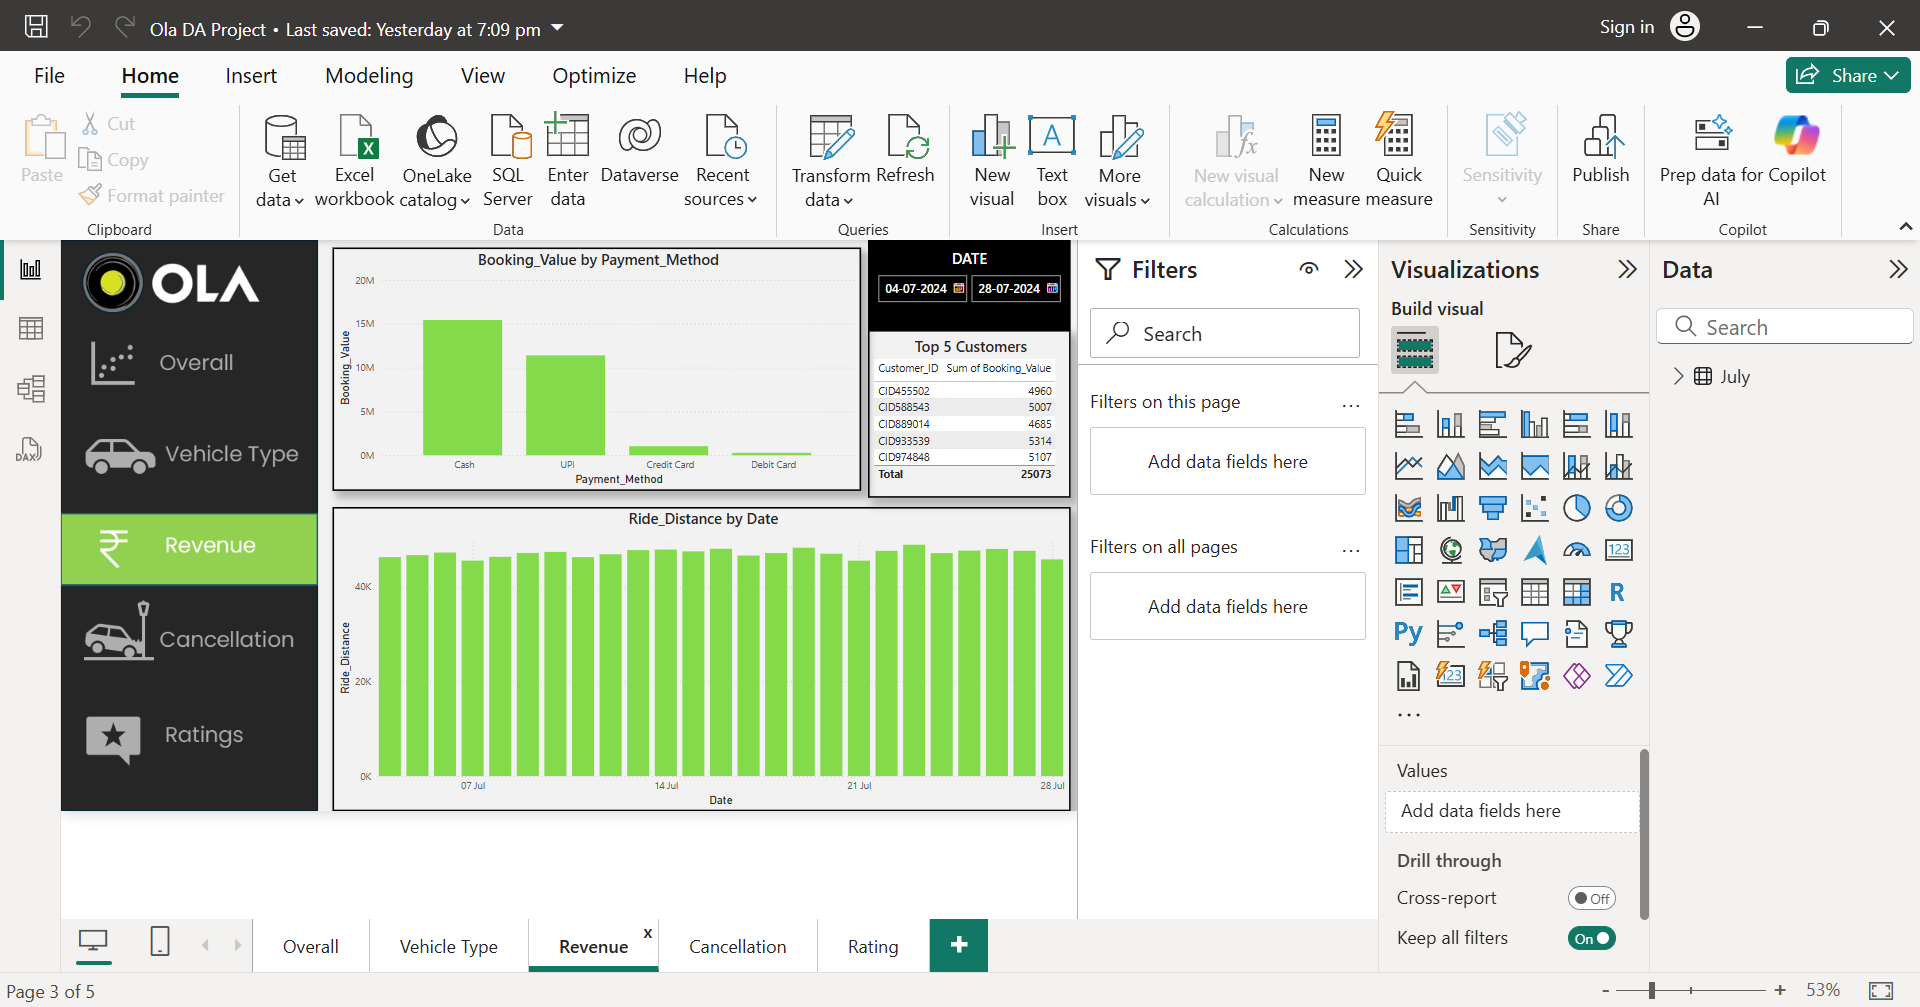 Ola DA Project • Last saved: Yesterday at 7:09 pm
Sign in
File Home Insert Modeling View Optimize Help
Share
Paste
Cut
Copy
Format painter
Clipboard
Get data
Excel workbook
OneLake catalog
SQL Server
Enter data
Dataverse
Recent sources
Data
Transform data
Refresh
Queries
New visual
Text box
More visuals
Insert
New visual calculation
New measure
Quick measure
Calculations
Sensitivity
Sensitivity
Publish
Share
Prep data for AI
Copilot
Copilot
DAX
OLA
Overall
Vehicle Type
Revenue
Cancellation
Ratings
Booking_Value by Payment_Method
Booking_Value
20M
15M
10M
5M
0M
Cash UPI Credit Card Debit Card
Payment_Method
DATE
04-07-2024 28-07-2024
Top 5 Customers
Customer_ID Sum of Booking_Value
CID455502 4960
CID588543 5007
CID889014 4685
CID933539 5314
CID974848 5107
Total 25073
Ride_Distance by Date
Ride_Distance
40K
20K
0K
07 Jul 14 Jul 21 Jul 28 Jul
Date
Filters
Search
Filters on this page ...
Add data fields here
Filters on all pages ...
Add data fields here
Visualizations
Build visual
123
R
Py
123
...
Values
Add data fields here
Drill through
Cross-report Off
Keep all filters On
Data
Search
July
Overall
Vehicle Type
Revenue x
Cancellation
Rating
+
Page 3 of 5
- + 53%